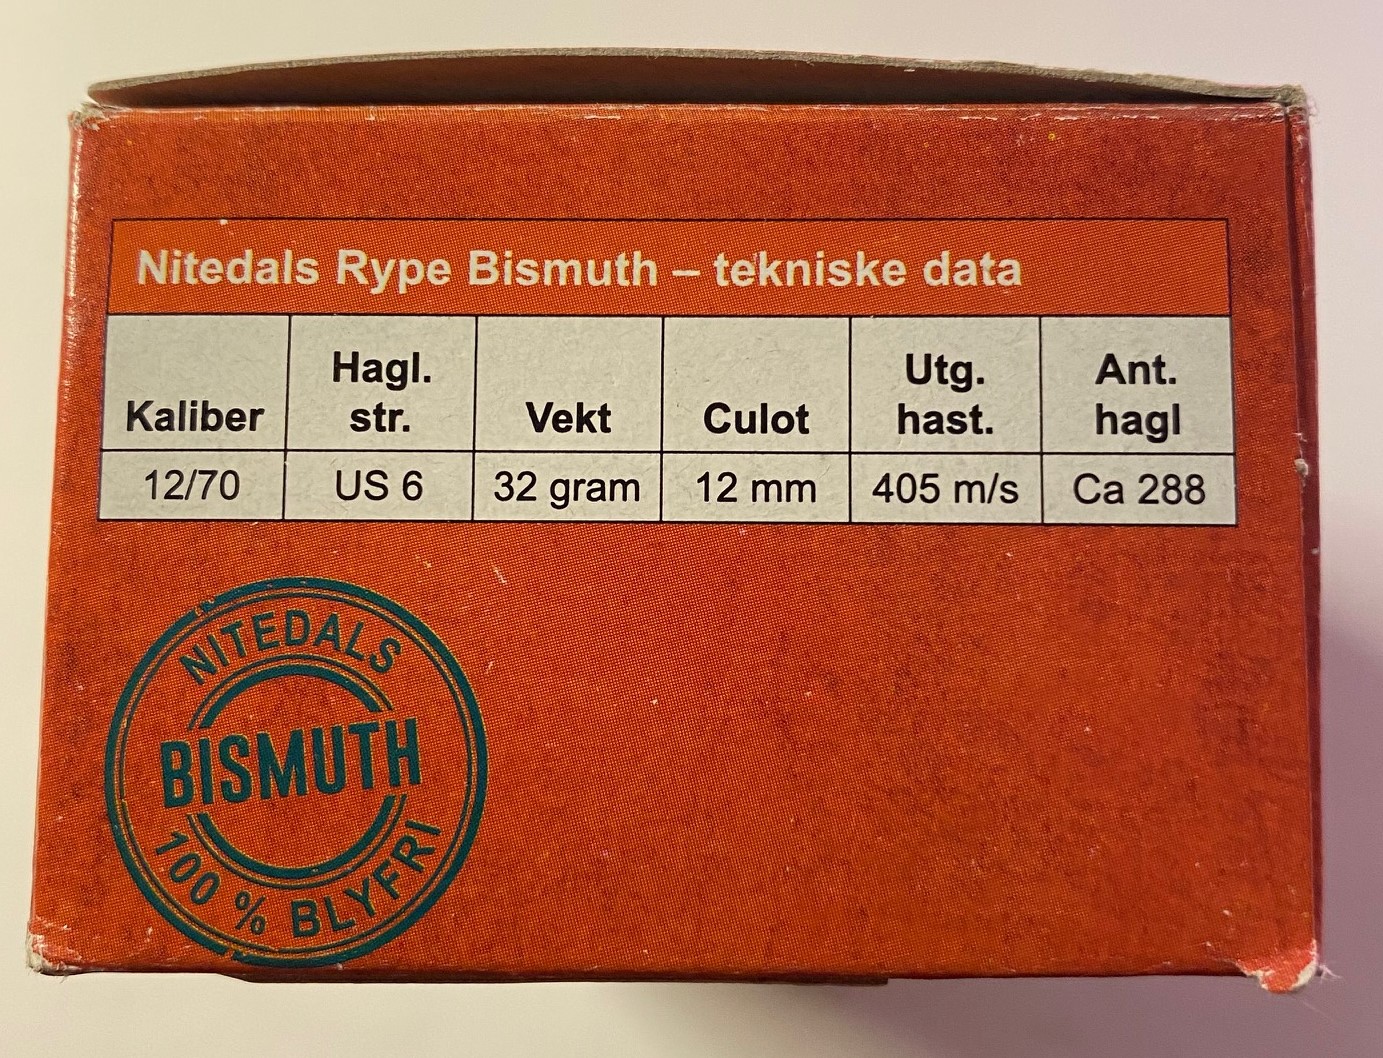 Nitedals Rype Bismuth – tekniske data
Kaliber Hagl. str. Vekt Culot Utg. hast. Ant. hagl
12/70 US 6 32 gram 12 mm 405 m/s Ca 288
NITEDALS
BISMUTH
100 % BLYFRI